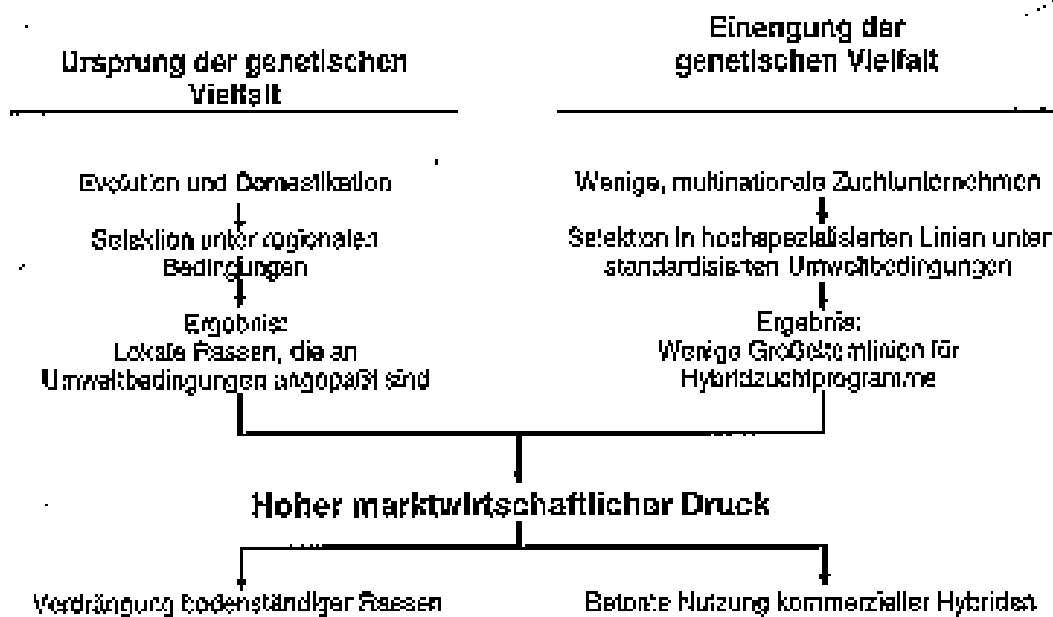 Ursprung der genetischen
Vielfalt
Evolution und Domestikation
Selektion unter regionalen
Bedingungen
Ergebnis:
Lokale Rassen, die an
Umweltbedingungen angepaßt sind
Einengung der
genetischen Vielfalt
Wenige, multinationale Zuchtunternehmen
Selektion in hochspezialisierten Linien unter
standardisierten Umweltbedingungen
Ergebnis:
Wenige Großelternlinien für
Hybridzuchtprogramme
Hoher marktwirtschaftlicher Druck
Verdrängung bodenständiger Rassen
Betonte Nutzung kommerzieller Hybriden